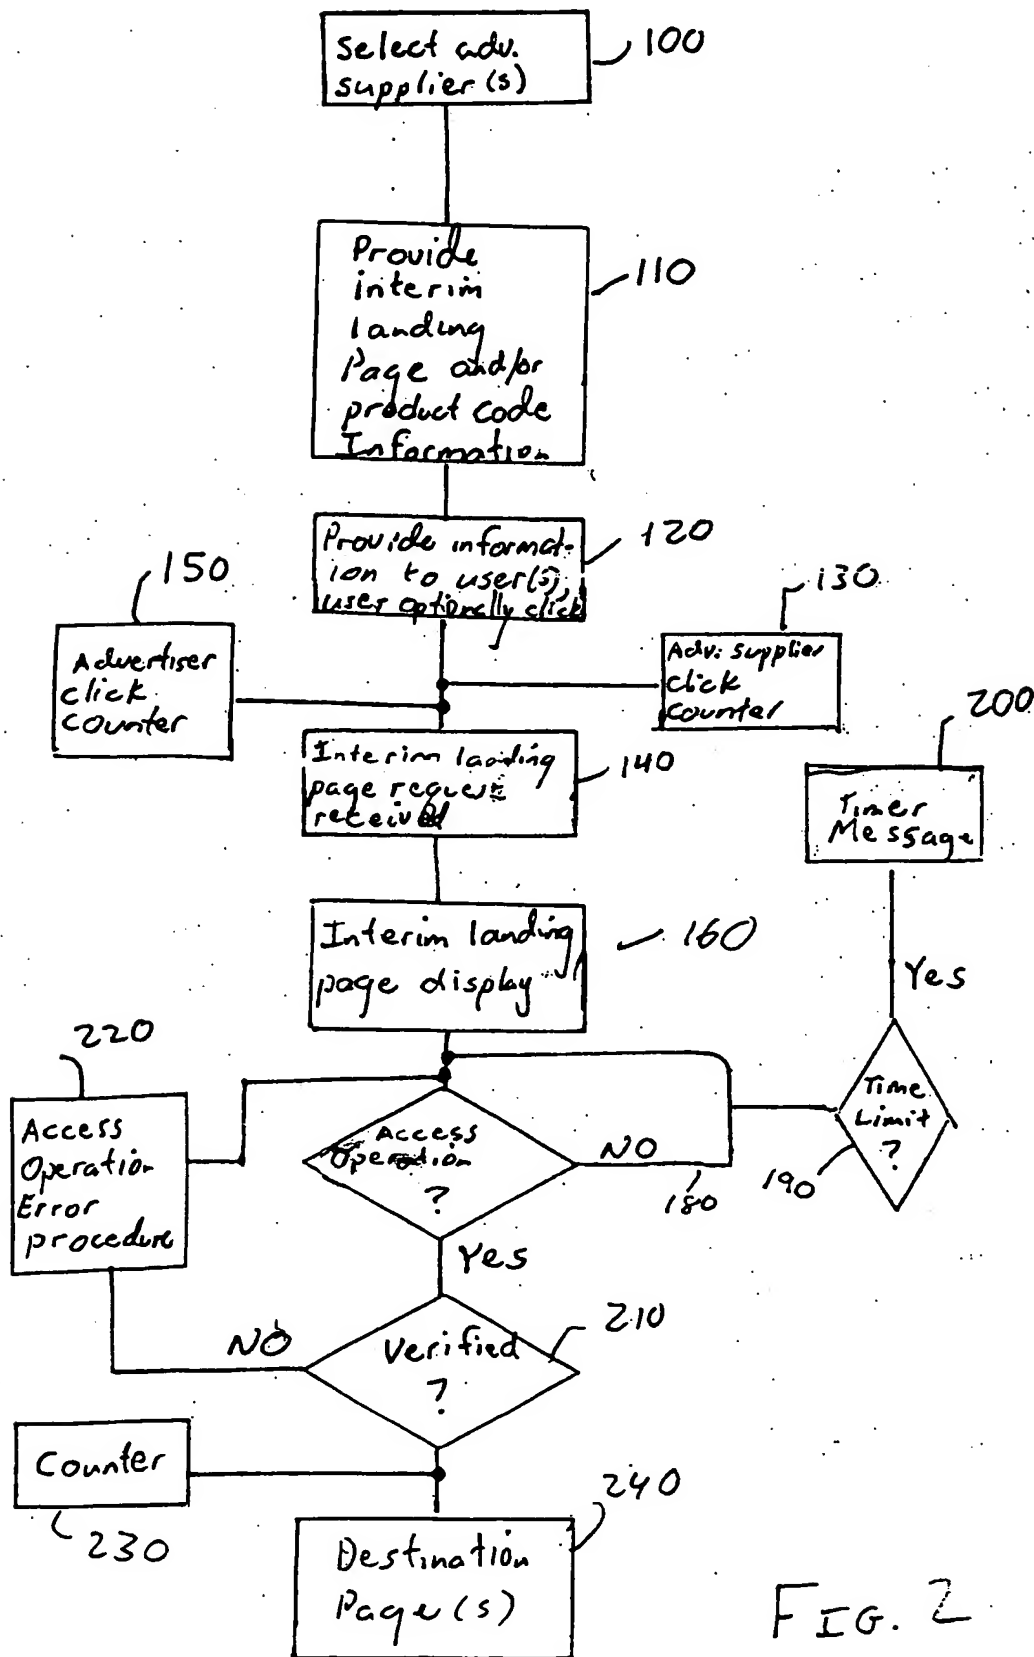 Select adv.
supplier(s)
100
Provide
interim
landing
Page and/or
product code
Information
110
Provide informat-
ion to user(s),
user optionally click
120
150
Advertiser
click
counter
130
Adv. supplier
click
counter
Interim landing
page request
received
140
200
Timer
Message
Interim landing
page display
160
Yes
220
Access
Operation
Error
procedure
Access
Operation
?
NO
180
Time
Limit
?
190
Yes
Verified
?
210
NO
Counter
230
240
Destination
Page(s)
FIG. 2